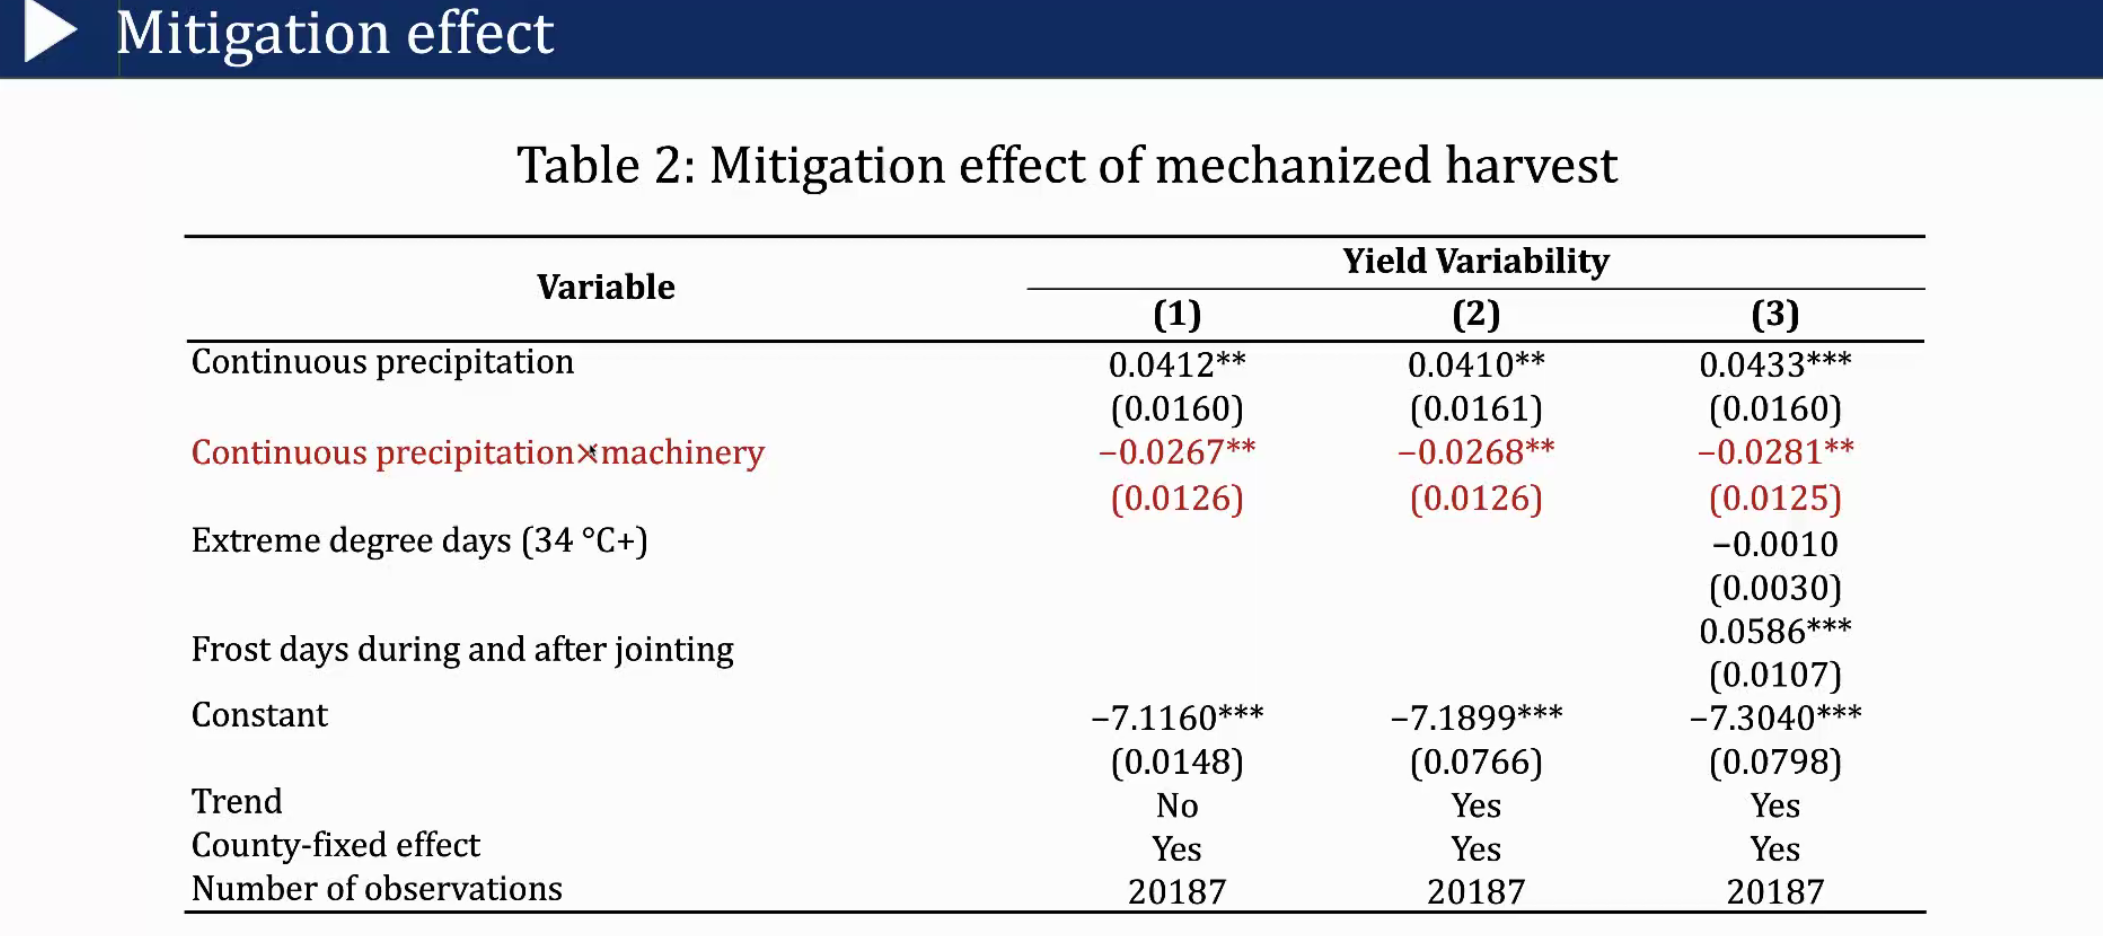 Mitigation effect
Table 2: Mitigation effect of mechanized harvest
Variable
Yield Variability
(1) (2) (3)
Continuous precipitation 0.0412** 0.0410** 0.0433***
(0.0160) (0.0161) (0.0160)
Continuous precipitation×machinery −0.0267** −0.0268** −0.0281**
(0.0126) (0.0126) (0.0125)
Extreme degree days (34 °C+) −0.0010
(0.0030)
Frost days during and after jointing 0.0586***
(0.0107)
Constant −7.1160*** −7.1899*** −7.3040***
(0.0148) (0.0766) (0.0798)
Trend No Yes Yes
County-fixed effect Yes Yes Yes
Number of observations 20187 20187 20187